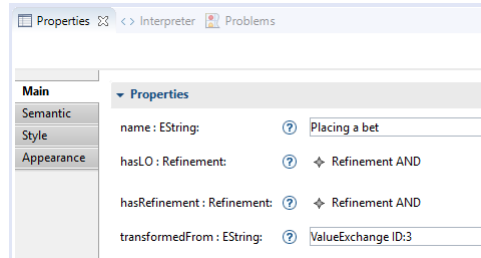 Properties <> Interpreter Problems
Main
Properties
Semantic
name : EString: ? Placing a bet
Style
Appearance
hasLO : Refinement: ? Refinement AND
hasRefinement : Refinement: ? Refinement AND
transformedFrom : EString: ? ValueExchange ID:3